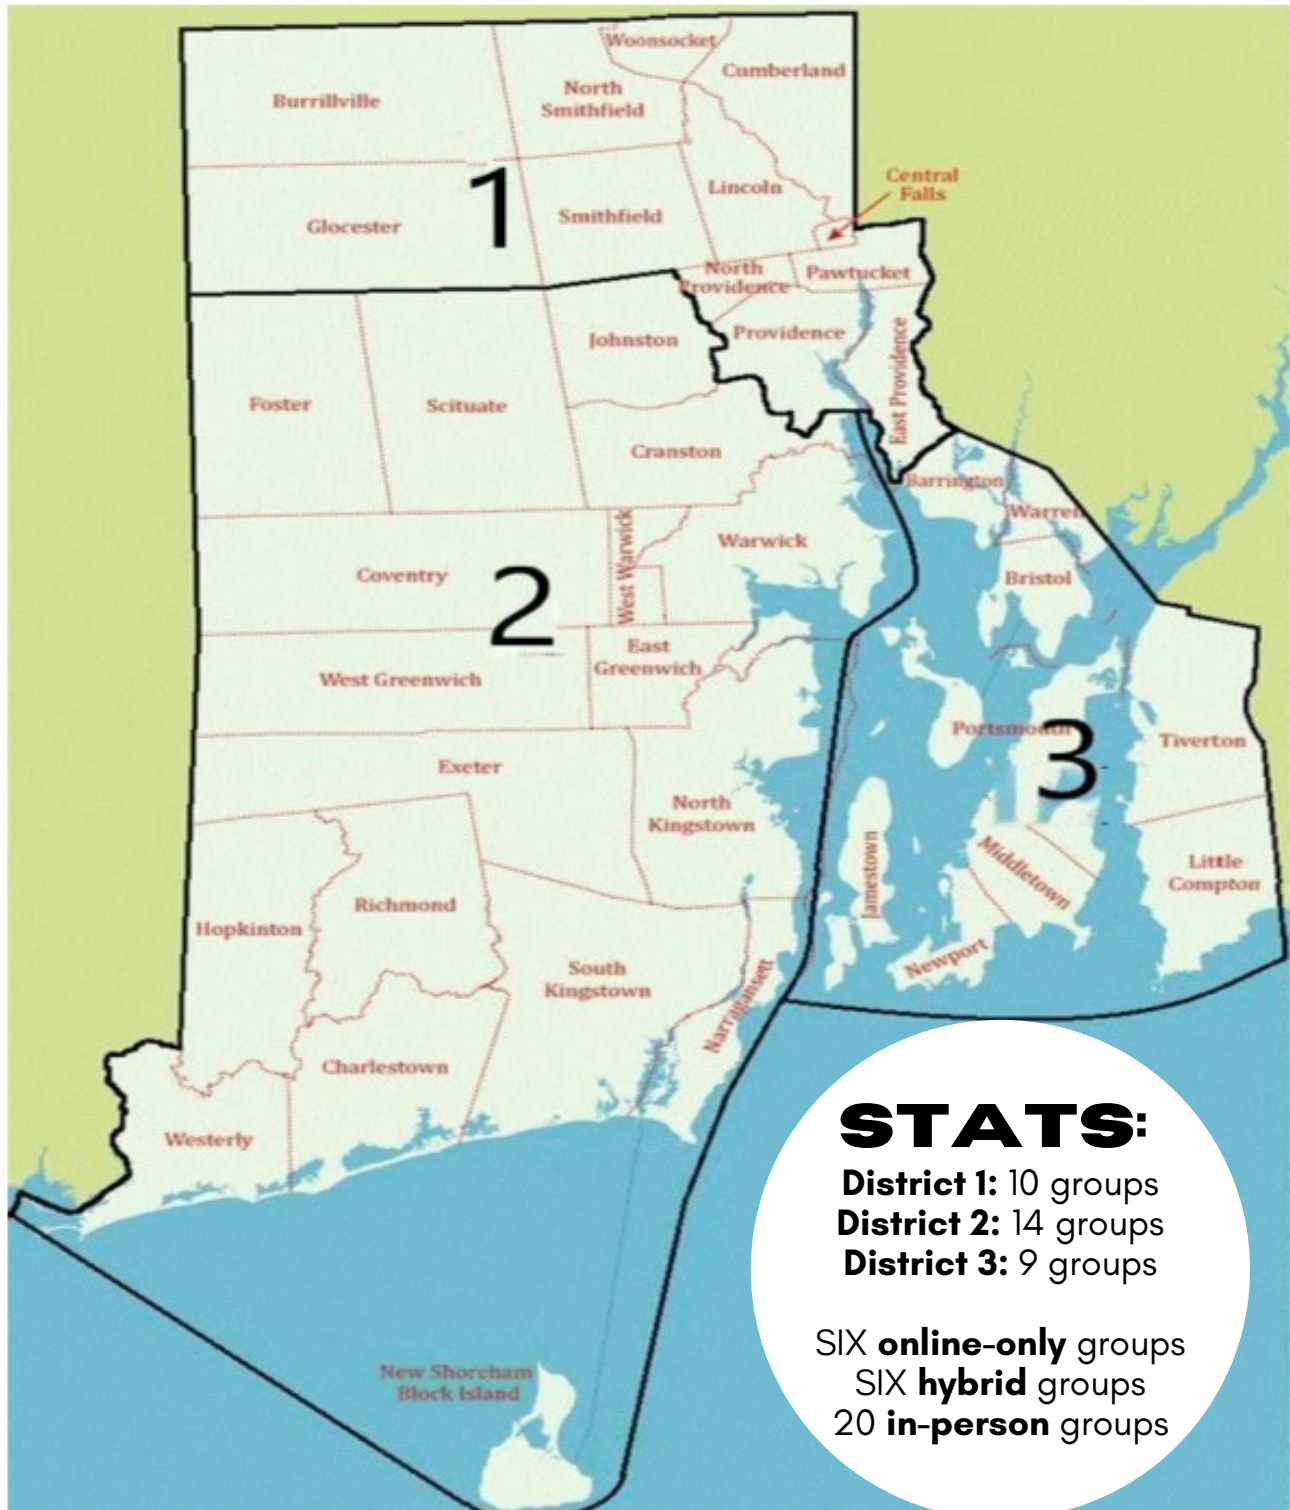 Woonsocket
Cumberland
Burrillville
North
Smithfield
Central
Falls
Lincoln
1
Smithfield
Glocester
North
Providence
Pawtucket
Johnston
Providence
East Providence
Foster
Scituate
Cranston
Barrington
Warren
West Warwick
Warwick
Coventry
2
Bristol
East
Greenwich
West Greenwich
Portsmouth
3
Tiverton
Exeter
North
Kingstown
Jamestown
Middletown
Little
Compton
Richmond
Hopkinton
Newport
South
Kingstown
Narragansett
Charlestown
Westerly
STATS:
District 1: 10 groups
District 2: 14 groups
District 3: 9 groups
SIX online-only groups
SIX hybrid groups
20 in-person groups
New Shoreham
Block Island